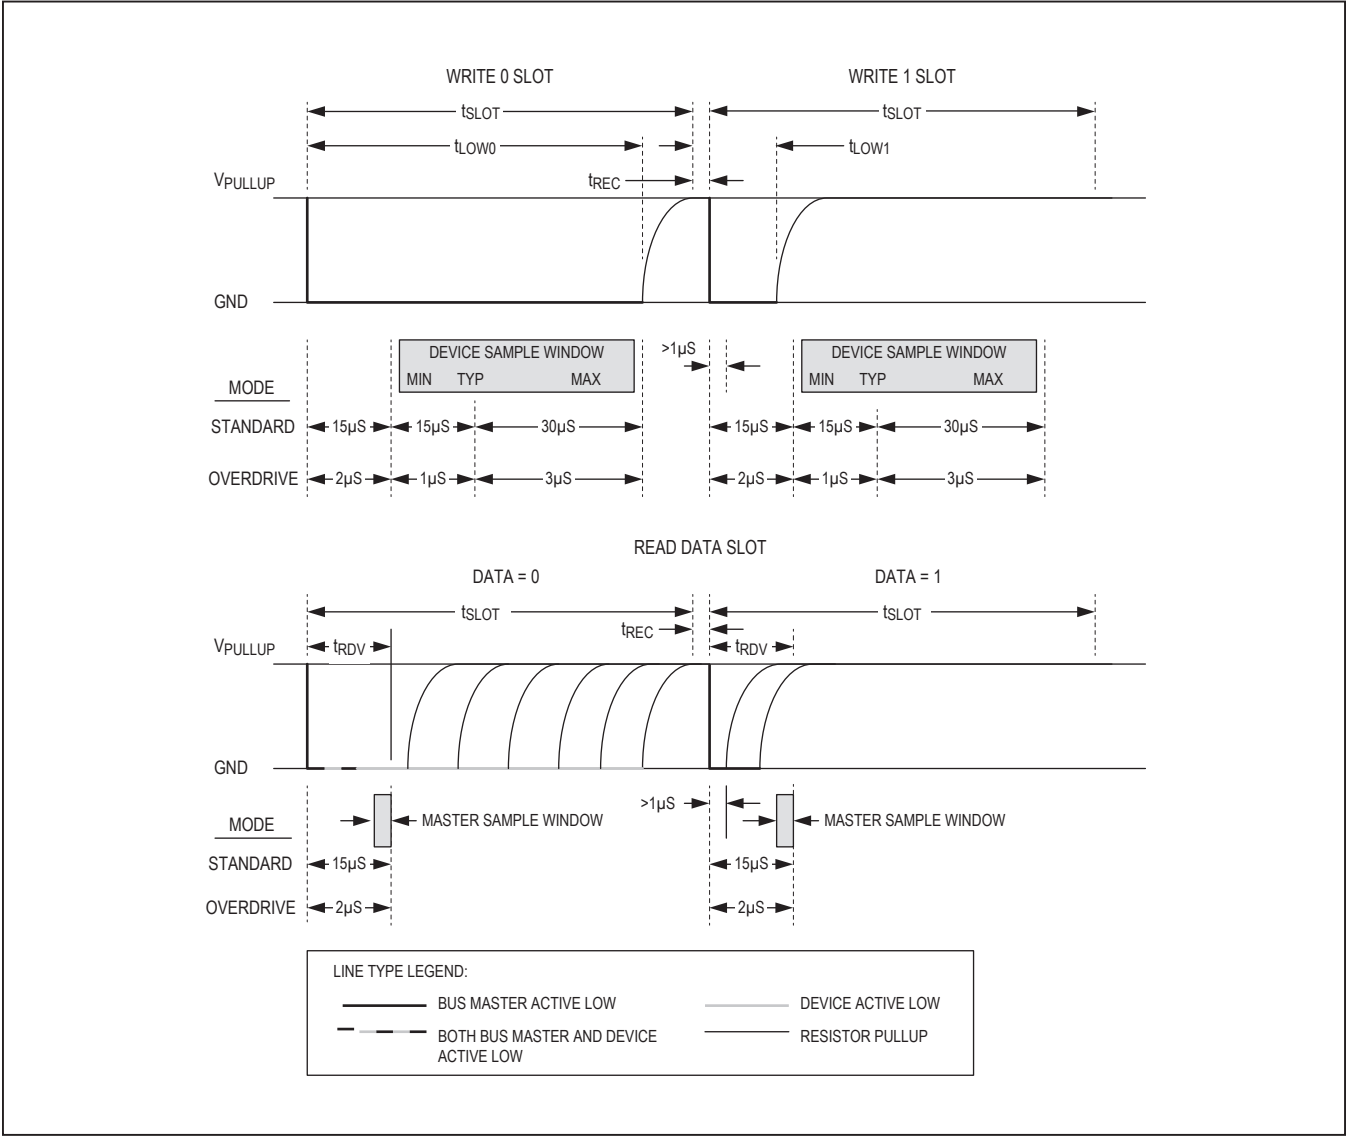 WRITE 0 SLOT WRITE 1 SLOT
tSLOT tSLOT
tLOW0 tLOW1
VPULLUP tREC
GND
DEVICE SAMPLE WINDOW >1µS DEVICE SAMPLE WINDOW
MIN TYP MAX MIN TYP MAX
MODE
STANDARD 15µS 15µS 30µS 15µS 15µS 30µS
OVERDRIVE 2µS 1µS 3µS 2µS 1µS 3µS
READ DATA SLOT
DATA = 0 DATA = 1
tSLOT tSLOT
tREC
VPULLUP tRDV tRDV
GND
>1µS
MODE MASTER SAMPLE WINDOW MASTER SAMPLE WINDOW
STANDARD 15µS 15µS
OVERDRIVE 2µS 2µS
LINE TYPE LEGEND:
BUS MASTER ACTIVE LOW DEVICE ACTIVE LOW
BOTH BUS MASTER AND DEVICE RESISTOR PULLUP
ACTIVE LOW